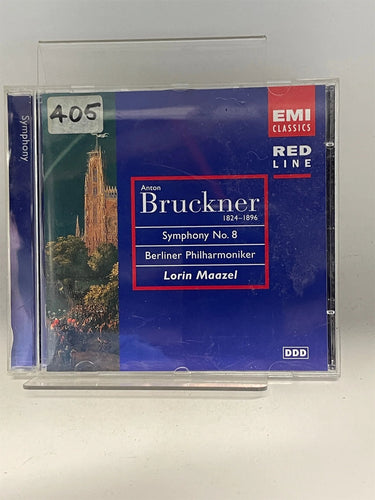 Symphony
405
EMI
CLASSICS
RED
LINE
Anton
Bruckner
1824–1896
Symphony No. 8
Berliner Philharmoniker
Lorin Maazel
DDD